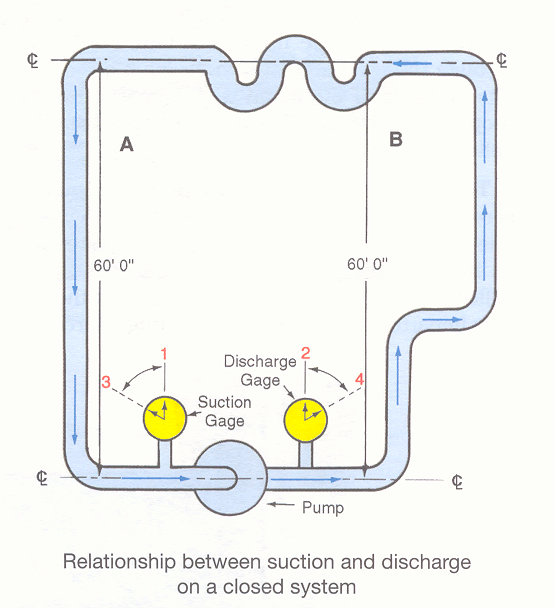 ℄ ℄
A
B
60' 0"
60' 0"
1
2
3
4
Discharge
Gage
Suction
Gage
℄ ℄
Pump
Relationship between suction and discharge
on a closed system